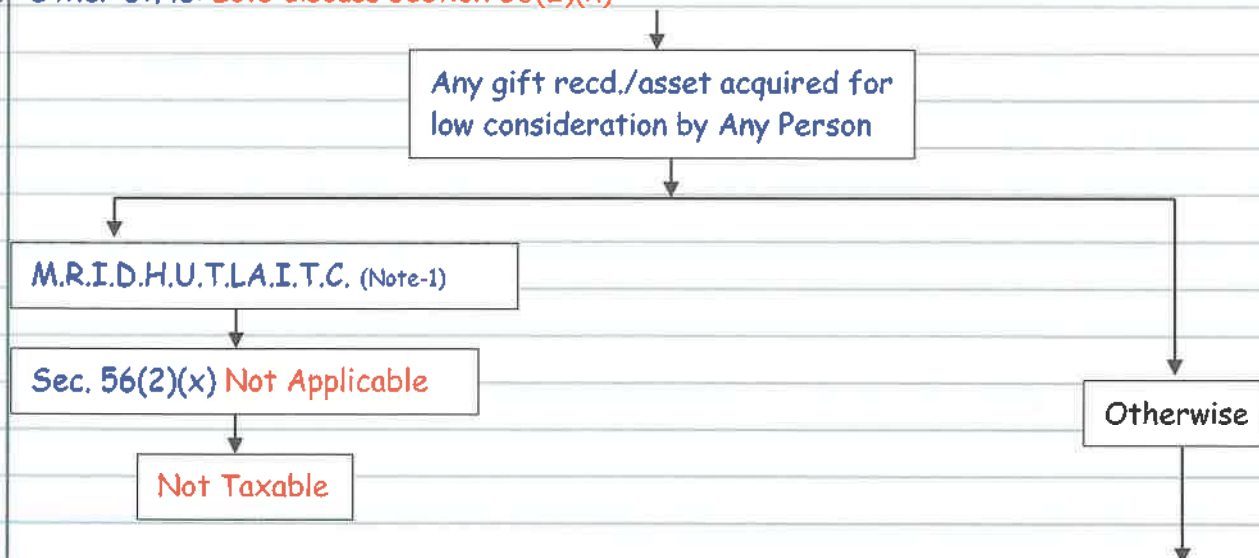 Any gift recd./asset acquired for
low consideration by Any Person
M.R.I.D.H.U.T.LA.I.T.C. (Note-1)
Sec. 56(2)(x) Not Applicable
Otherwise
Not Taxable